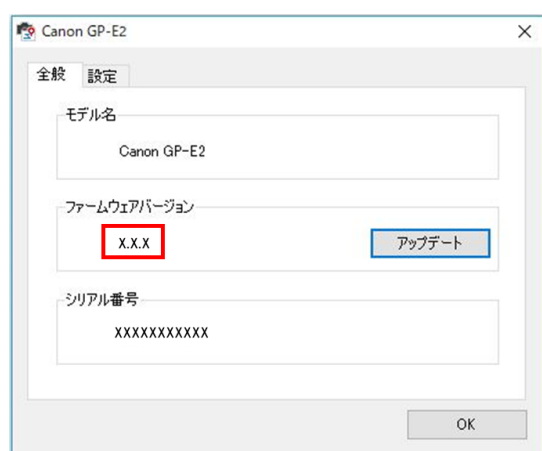 Canon GP-E2
全般 設定
モデル名
Canon GP-E2
ファームウェアバージョン
X.X.X アップデート
シリアル番号
XXXXXXXXXXX
OK